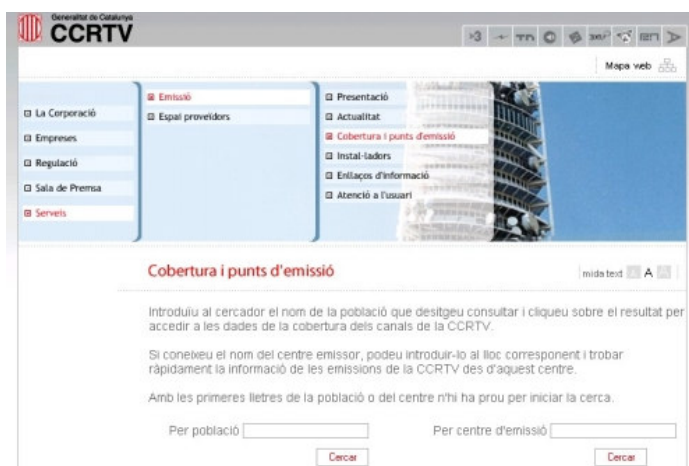 Generalitat de Catalunya
CCRTV
Mapa web
La Corporació
Empreses
Regulació
Sala de Premsa
Serveis
Emissió
Espai proveïdors
Presentació
Actualitat
Cobertura i punts d'emissió
Instal·ladors
Enllaços d'informació
Atenció a l'usuari
Cobertura i punts d'emissió
mida text A A A
Introduïu al cercador el nom de la població que desitgeu consultar i cliqueu sobre el resultat per
accedir a les dades de la cobertura dels canals de la CCRTV.
Si coneixeu el nom del centre emissor, podeu introduir-lo al lloc corresponent i trobar
ràpidament la informació de les emissions de la CCRTV des d'aquest centre.
Amb les primeres lletres de la població o del centre n'hi ha prou per iniciar la cerca.
Per població
Per centre d'emissió
Cercar
Cercar